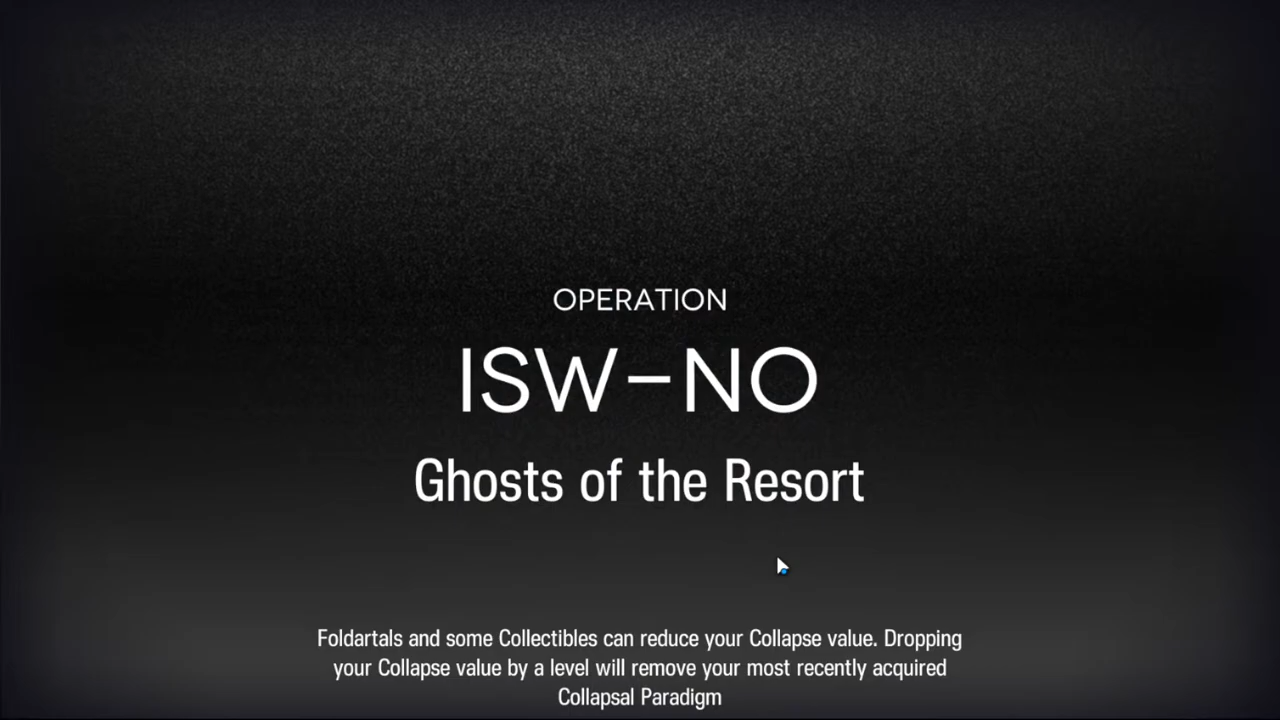 OPERATION
ISW-NO
Ghosts of the Resort
Foldartals and some Collectibles can reduce your Collapse value. Dropping
your Collapse value by a level will remove your most recently acquired
Collapsal Paradigm